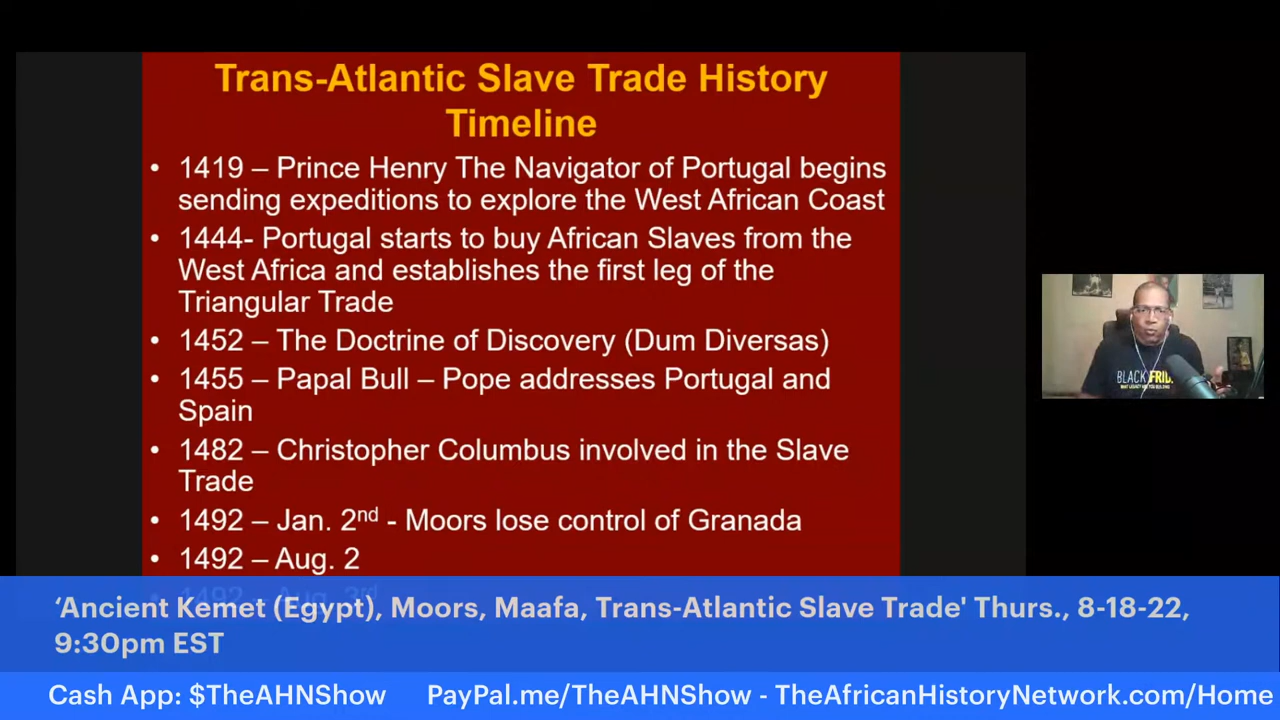 Trans-Atlantic Slave Trade History
Timeline
• 1419 – Prince Henry The Navigator of Portugal begins
sending expeditions to explore the West African Coast
• 1444- Portugal starts to buy African Slaves from the
West Africa and establishes the first leg of the
Triangular Trade
• 1452 – The Doctrine of Discovery (Dum Diversas)
• 1455 – Papal Bull – Pope addresses Portugal and
Spain
• 1482 – Christopher Columbus involved in the Slave
Trade
• 1492 – Jan. 2nd - Moors lose control of Granada
• 1492 – Aug. 2
• 1492 – Aug. 3rd
BLACK FRID
‘Ancient Kemet (Egypt), Moors, Maafa, Trans-Atlantic Slave Trade' Thurs., 8-18-22,
9:30pm EST
Cash App: $TheAHNShow PayPal.me/TheAHNShow - TheAfricanHistoryNetwork.com/Home